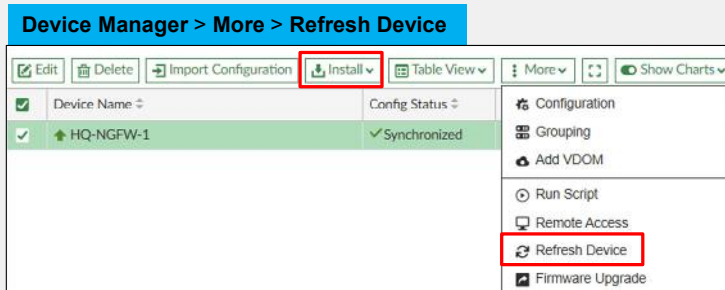 Device Manager > More > Refresh Device
Edit Delete Import Configuration Install Table View More Show Charts
Device Name Config Status
HQ-NGFW-1 Synchronized
Configuration
Grouping
Add VDOM
Run Script
Remote Access
Refresh Device
Firmware Upgrade